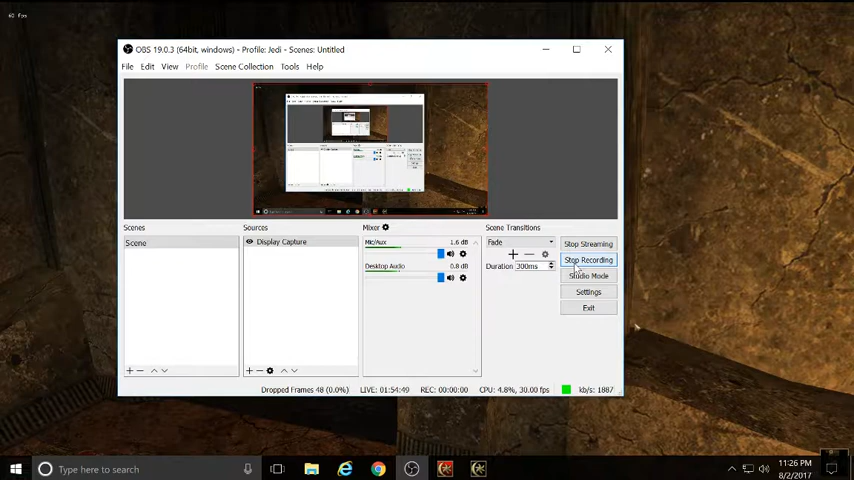 60 fps
OBS 19.0.3 (64bit, windows) - Profile: Jedi - Scenes: Untitled
File Edit View Profile Scene Collection Tools Help
Scenes Sources Mixer Scene Transitions
Scene Display Capture Mic/Aux 1.6 dB Fade Stop Streaming
Stop Recording
Desktop Audio 0.8 dB Duration 300ms
Studio Mode
Settings
Exit
Dropped Frames 48 (0.0%) LIVE: 01:54:49 REC: 00:00:00 CPU: 4.8%, 30.00 fps kb/s: 1887
Type here to search
11:26 PM
8/2/2017